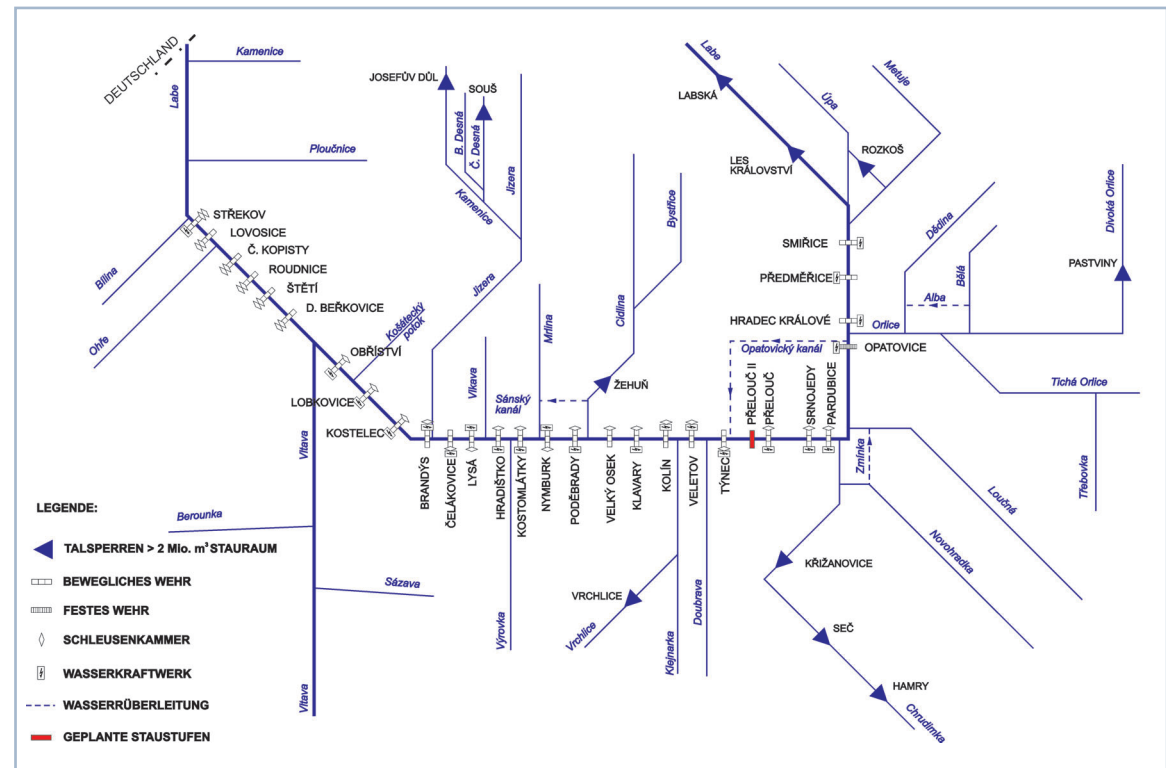 DEUTSCHLAND
Labe
Kamenice
Ploučnice
STŘEKOV
LOVOSICE
Č. KOPISTY
ROUDNICE
ŠTĚTÍ
D. BEŘKOVICE
Bílina
Ohře
Košátecký
potok
OBŘÍSTVÍ
LOBKOVICE
KOSTELEC
Vltava
Berounka
Sázava
Vltava
JOSEFŮV DŮL
SOUŠ
B. Desná
Č. Desná
Jizera
Kamenice
Jizera
Vlkava
Sánský
kanál
Mrlina
Cidlina
Bystřice
ŽEHUŇ
Labe
LABSKÁ
LES
KRÁLOVSTVÍ
Úpa
Metuje
ROZKOŠ
SMIŘICE
PŘEDMĚŘICE
HRADEC KRÁLOVÉ
Orlice
Dědina
Alba
Bělá
Divoká Orlice
PASTVINY
Opatovický kanál
OPATOVICE
Tichá Orlice
Třebovka
BRANDÝS
ČELÁKOVICE
LYSÁ
HRADIŠTKO
KOSTOMLÁTKY
NYMBURK
PODĚBRADY
VELKÝ OSEK
KLAVARY
KOLÍN
VELETOV
TÝNEC
PŘELOUČ II
PŘELOUČ
SRNOJEDY
PARDUBICE
Zmínka
Loučná
Novohradka
Výrovka
VRCHLICE
Vrchlice
Klejnarka
Doubrava
KŘIŽANOVICE
SEČ
HAMRY
Chrudimka
LEGENDE:
TALSPERREN > 2 Mio. m³ STAURAUM
BEWEGLICHES WEHR
FESTES WEHR
SCHLEUSENKAMMER
WASSERKRAFTWERK
WASSERRÜBERLEITUNG
GEPLANTE STAUSTUFEN